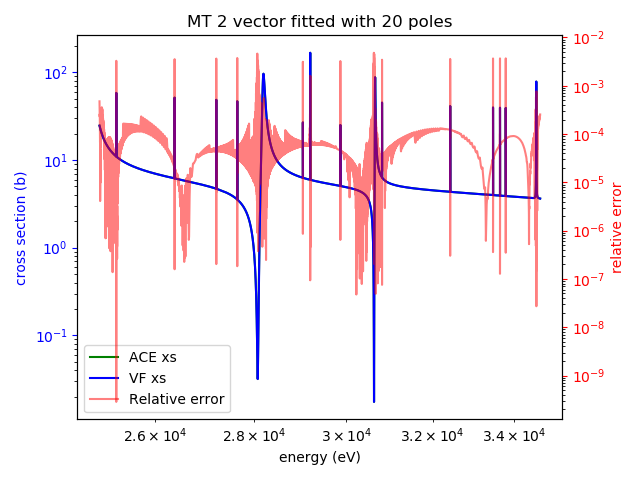 MT 2 vector fitted with 20 poles
10²
10¹
10⁰
10⁻¹
cross section (b)
10⁻²
10⁻³
10⁻⁴
10⁻⁵
10⁻⁶
10⁻⁷
10⁻⁸
10⁻⁹
relative error
ACE xs
VF xs
Relative error
2.6 × 10⁴ 2.8 × 10⁴ 3 × 10⁴ 3.2 × 10⁴ 3.4 × 10⁴
energy (eV)